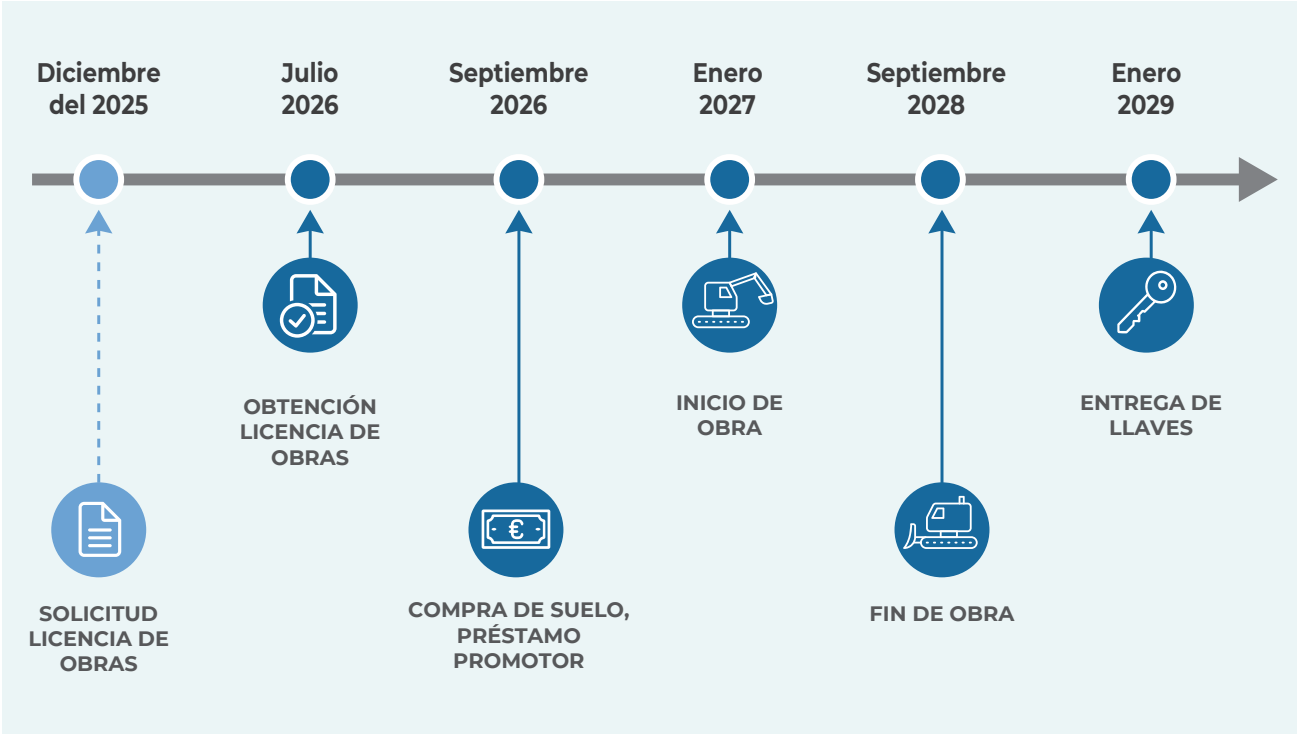 Diciembre
del 2025
Julio
2026
Septiembre
2026
Enero
2027
Septiembre
2028
Enero
2029
OBTENCIÓN
LICENCIA DE
OBRAS
INICIO DE
OBRA
ENTREGA DE
LLAVES
€
SOLICITUD
LICENCIA DE
OBRAS
COMPRA DE SUELO,
PRÉSTAMO
PROMOTOR
FIN DE OBRA